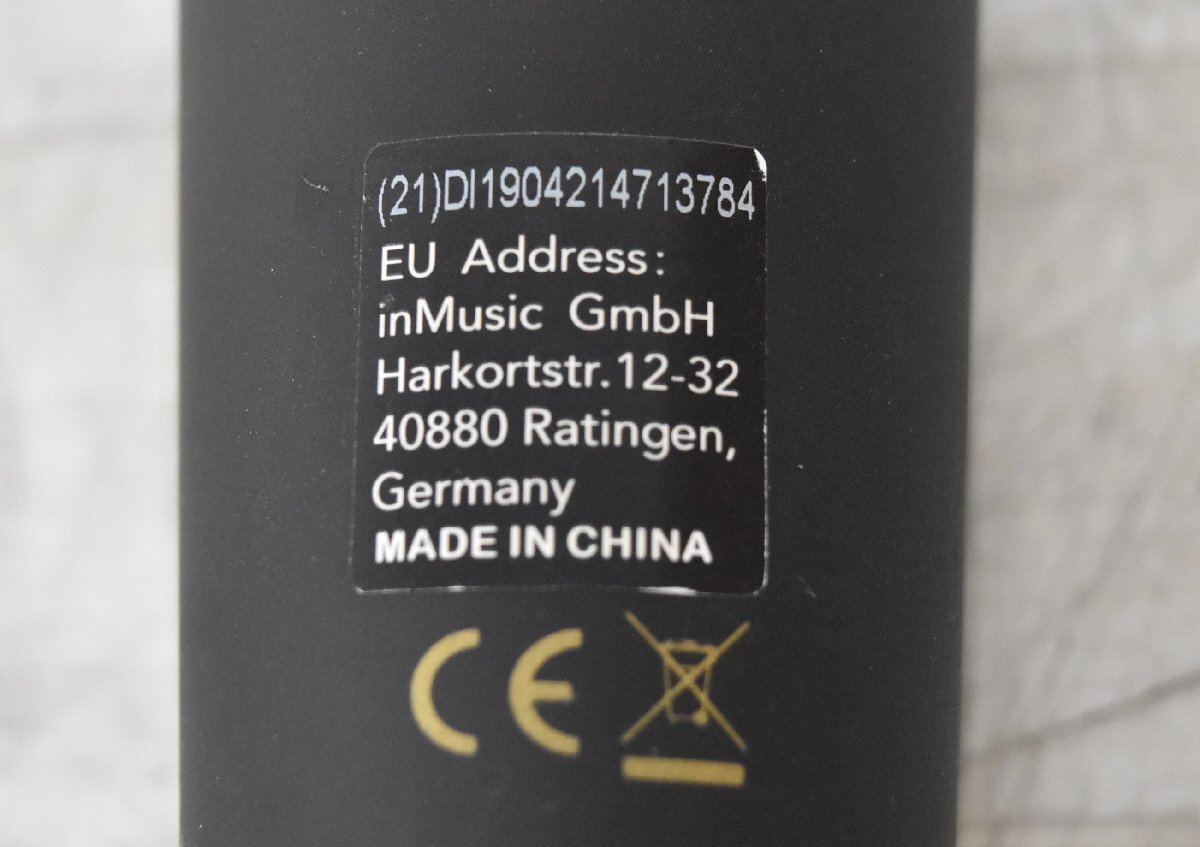 (21)DI1904214713784
EU Address:
inMusic GmbH
Harkortstr.12-32
40880 Ratingen,
Germany
MADE IN CHINA
CE